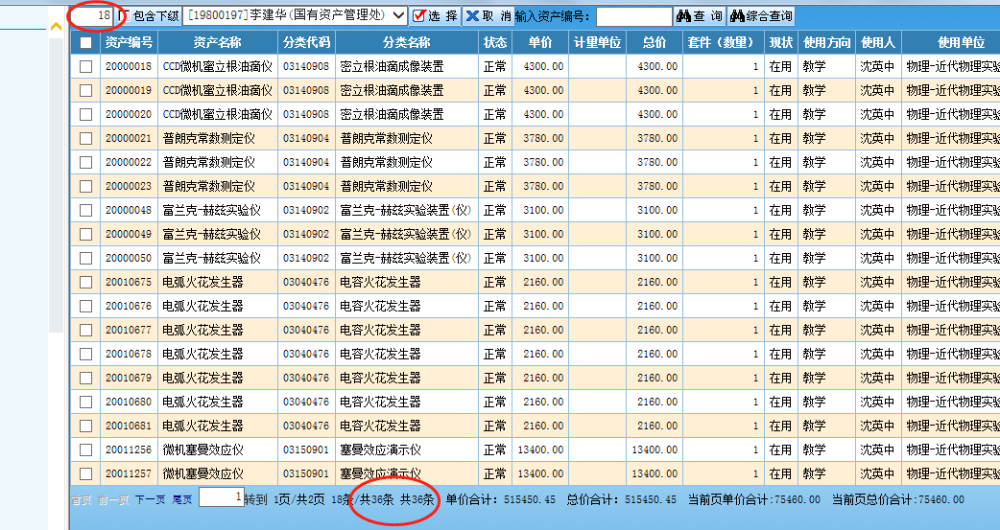 18 包含下级 [19800197]李建华(国有资产管理处) 选 择 取 消 输入资产编号: 查 询 综合查询
资产编号 资产名称 分类代码 分类名称 状态 单价 计量单位 总价 套件（数量） 现状 使用方向 使用人 使用单位
20000018 CCD微机蜜立根油滴仪 03140908 密立根油滴成像装置 正常 4300.00 4300.00 1 在用 教学 沈英中 物理-近代物理实验
20000019 CCD微机蜜立根油滴仪 03140908 密立根油滴成像装置 正常 4300.00 4300.00 1 在用 教学 沈英中 物理-近代物理实验
20000020 CCD微机蜜立根油滴仪 03140908 密立根油滴成像装置 正常 4300.00 4300.00 1 在用 教学 沈英中 物理-近代物理实验
20000021 普朗克常数测定仪 03140904 普朗克常数测定仪 正常 3780.00 3780.00 1 在用 教学 沈英中 物理-近代物理实验
20000022 普朗克常数测定仪 03140904 普朗克常数测定仪 正常 3780.00 3780.00 1 在用 教学 沈英中 物理-近代物理实验
20000023 普朗克常数测定仪 03140904 普朗克常数测定仪 正常 3780.00 3780.00 1 在用 教学 沈英中 物理-近代物理实验
20000048 富兰克-赫兹实验仪 03140902 富兰克-赫兹实验装置(仪) 正常 3100.00 3100.00 1 在用 教学 沈英中 物理-近代物理实验
20000049 富兰克-赫兹实验仪 03140902 富兰克-赫兹实验装置(仪) 正常 3100.00 3100.00 1 在用 教学 沈英中 物理-近代物理实验
20000050 富兰克-赫兹实验仪 03140902 富兰克-赫兹实验装置(仪) 正常 3100.00 3100.00 1 在用 教学 沈英中 物理-近代物理实验
20010675 电弧火花发生器 03040476 电容火花发生器 正常 2160.00 2160.00 1 在用 教学 沈英中 物理-近代物理实验
20010676 电弧火花发生器 03040476 电容火花发生器 正常 2160.00 2160.00 1 在用 教学 沈英中 物理-近代物理实验
20010677 电弧火花发生器 03040476 电容火花发生器 正常 2160.00 2160.00 1 在用 教学 沈英中 物理-近代物理实验
20010678 电弧火花发生器 03040476 电容火花发生器 正常 2160.00 2160.00 1 在用 教学 沈英中 物理-近代物理实验
20010679 电弧火花发生器 03040476 电容火花发生器 正常 2160.00 2160.00 1 在用 教学 沈英中 物理-近代物理实验
20010680 电弧火花发生器 03040476 电容火花发生器 正常 2160.00 2160.00 1 在用 教学 沈英中 物理-近代物理实验
20010681 电弧火花发生器 03040476 电容火花发生器 正常 2160.00 2160.00 1 在用 教学 沈英中 物理-近代物理实验
20011256 微机塞曼效应仪 03150901 塞曼效应演示仪 正常 13400.00 13400.00 1 在用 教学 沈英中 物理-近代物理实验
20011257 微机塞曼效应仪 03150901 塞曼效应演示仪 正常 13400.00 13400.00 1 在用 教学 沈英中 物理-近代物理实验
首页 前一页 下一页 尾页 1 转到 1页/共2页 18条/共36条 共36条 单价合计: 515450.45 总价合计: 515450.45 当前页单价合计:75460.00 当前页总价合计:75460.00